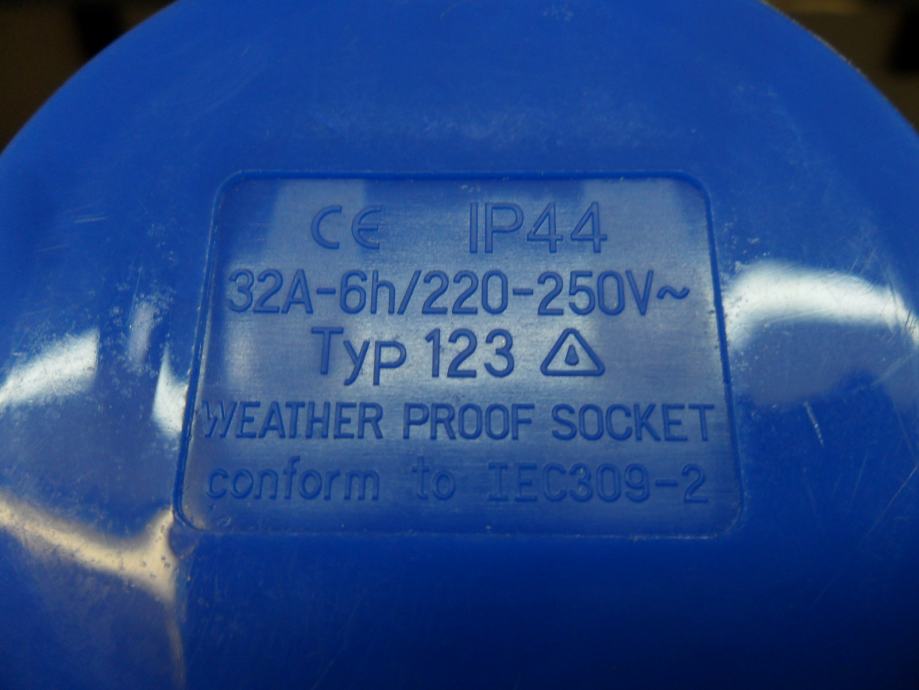 CE IP44
32A-6h/220-250V~
Typ 123
WEATHER PROOF SOCKET
conform to IEC309-2